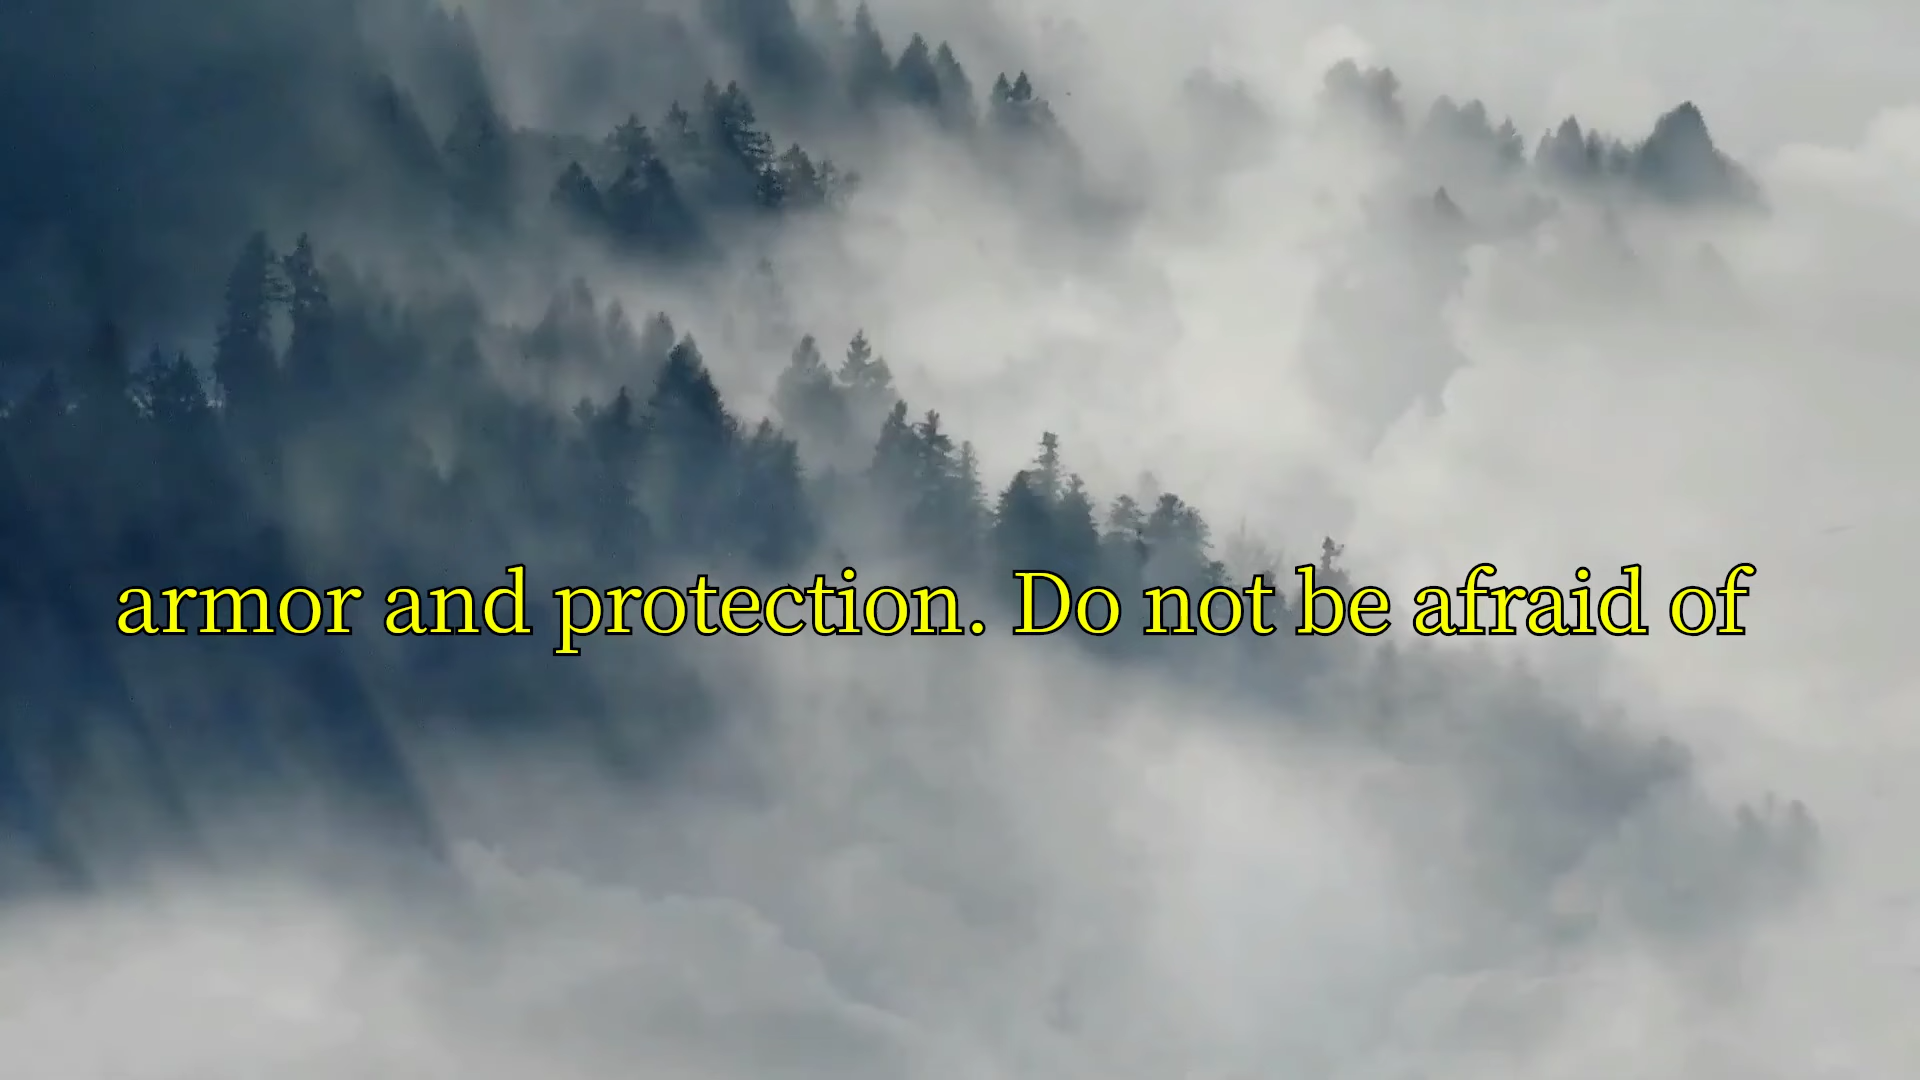 armor and protection. Do not be afraid of